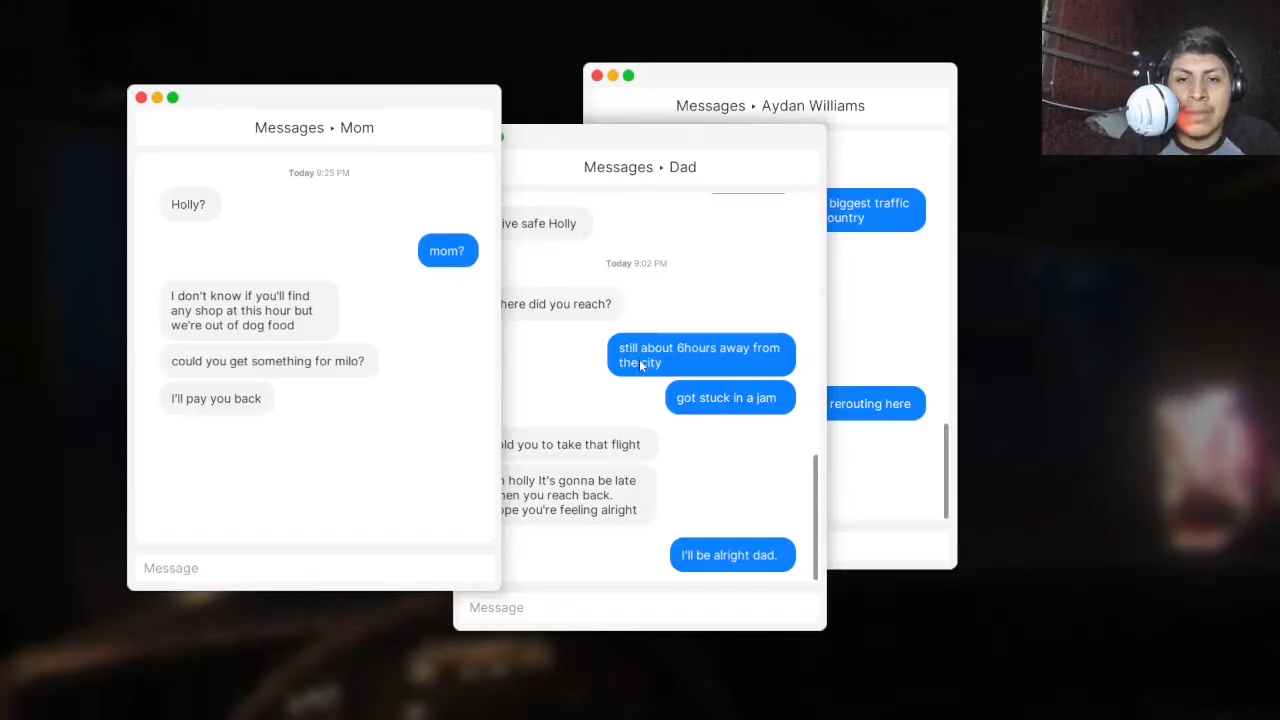 Messages ▸ Mom
Today 9:25 PM
Holly?
mom?
I don't know if you'll find
any shop at this hour but
we're out of dog food
could you get something for milo?
I'll pay you back
Message
Messages ▸ Dad
ive safe Holly
Today 9:02 PM
here did you reach?
still about 6hours away from
the city
got stuck in a jam
old you to take that flight
holly It's gonna be late
en you reach back.
ope you're feeling alright
I'll be alright dad.
Message
Messages ▸ Aydan Williams
biggest traffic
ountry
rerouting here